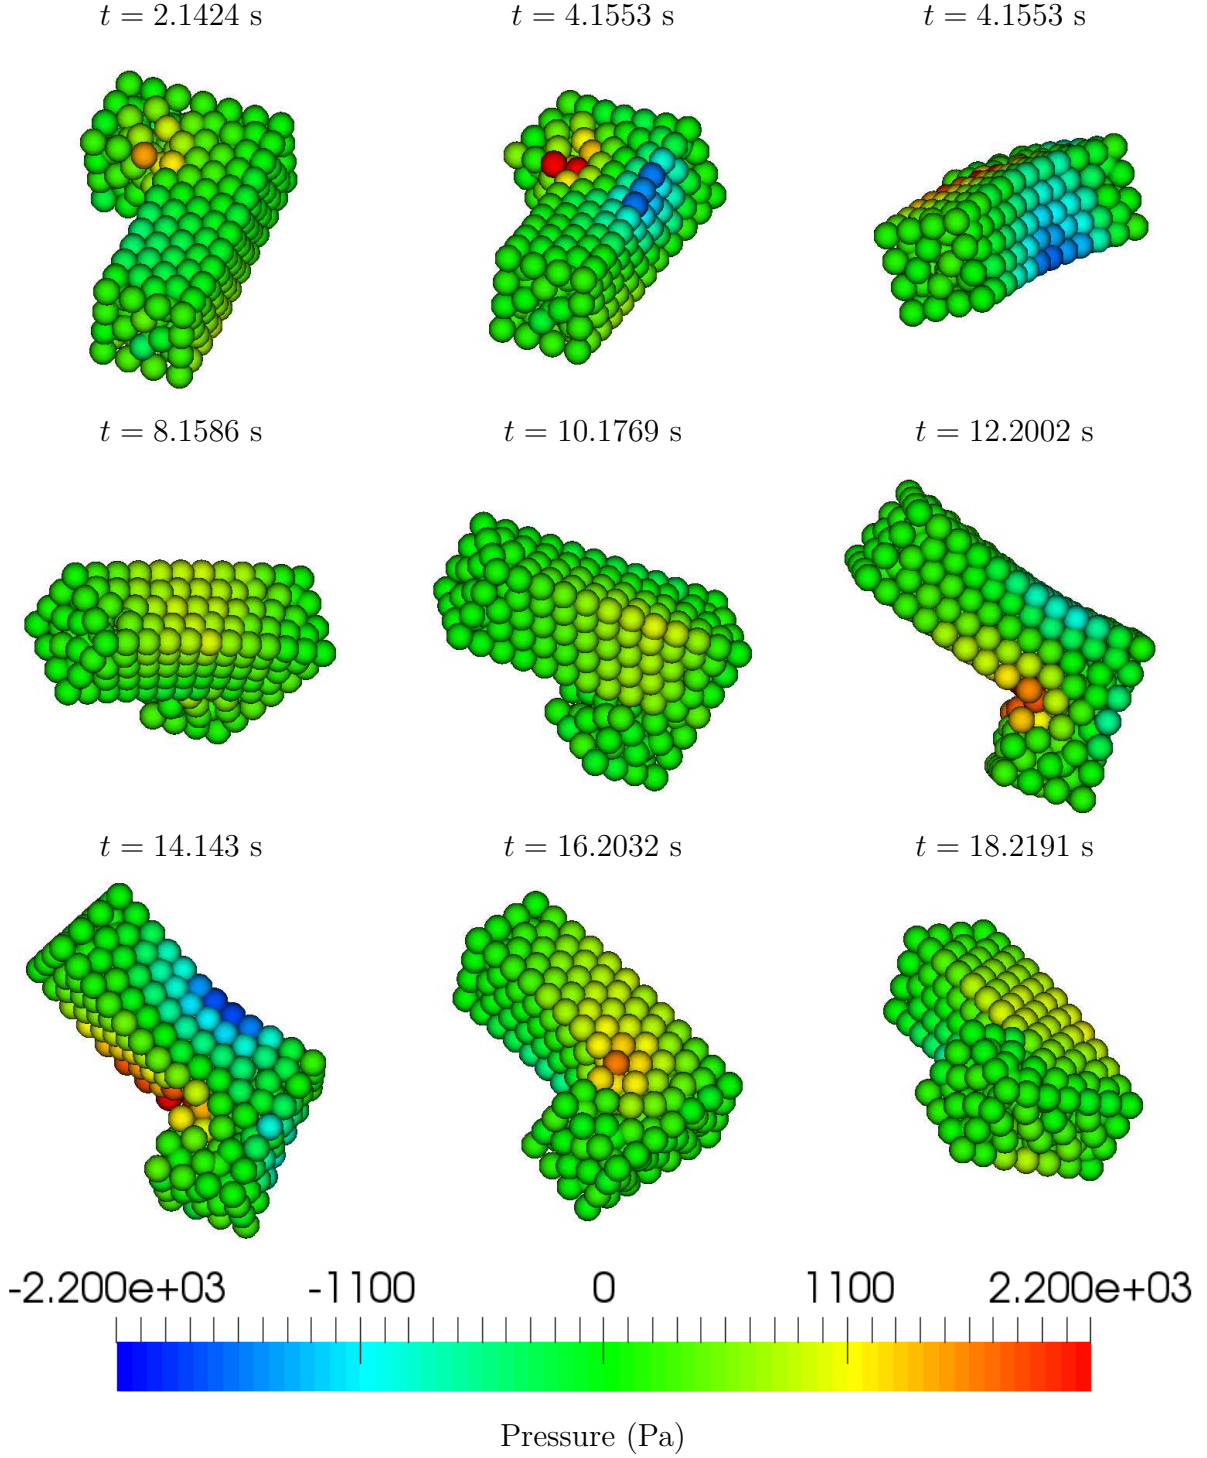 t = 2.1424 s t = 4.1553 s t = 4.1553 s
t = 8.1586 s t = 10.1769 s t = 12.2002 s
t = 14.143 s t = 16.2032 s t = 18.2191 s
-2.200e+03 -1100 0 1100 2.200e+03
Pressure (Pa)